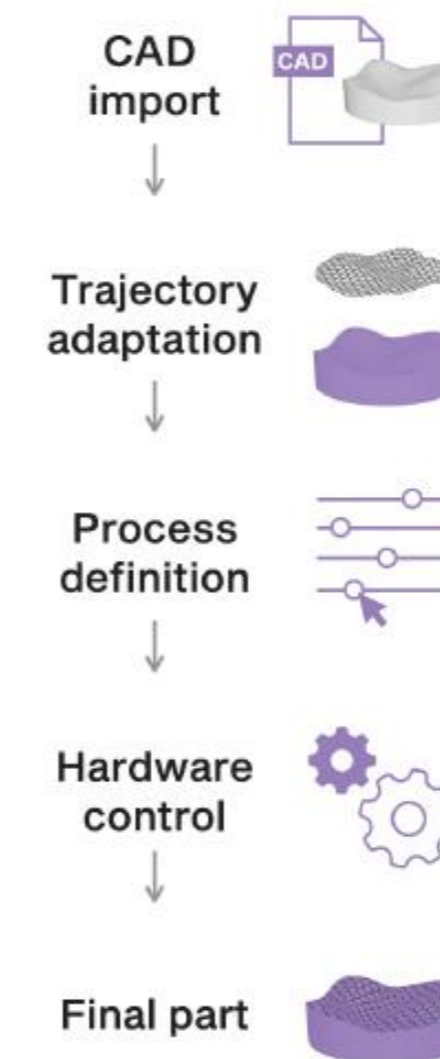 CAD
import
CAD
Trajectory
adaptation
Process
definition
Hardware
control
Final part